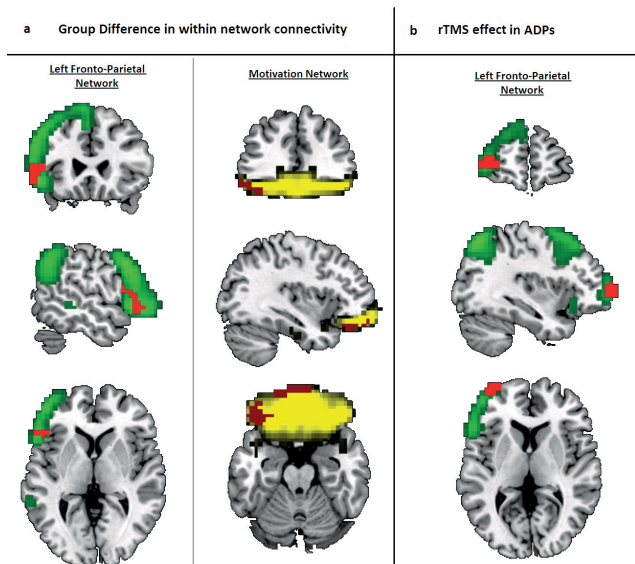 a Group Difference in within network connectivity
b rTMS effect in ADPs
Left Fronto-Parietal
Network
Motivation Network
Left Fronto-Parietal
Network